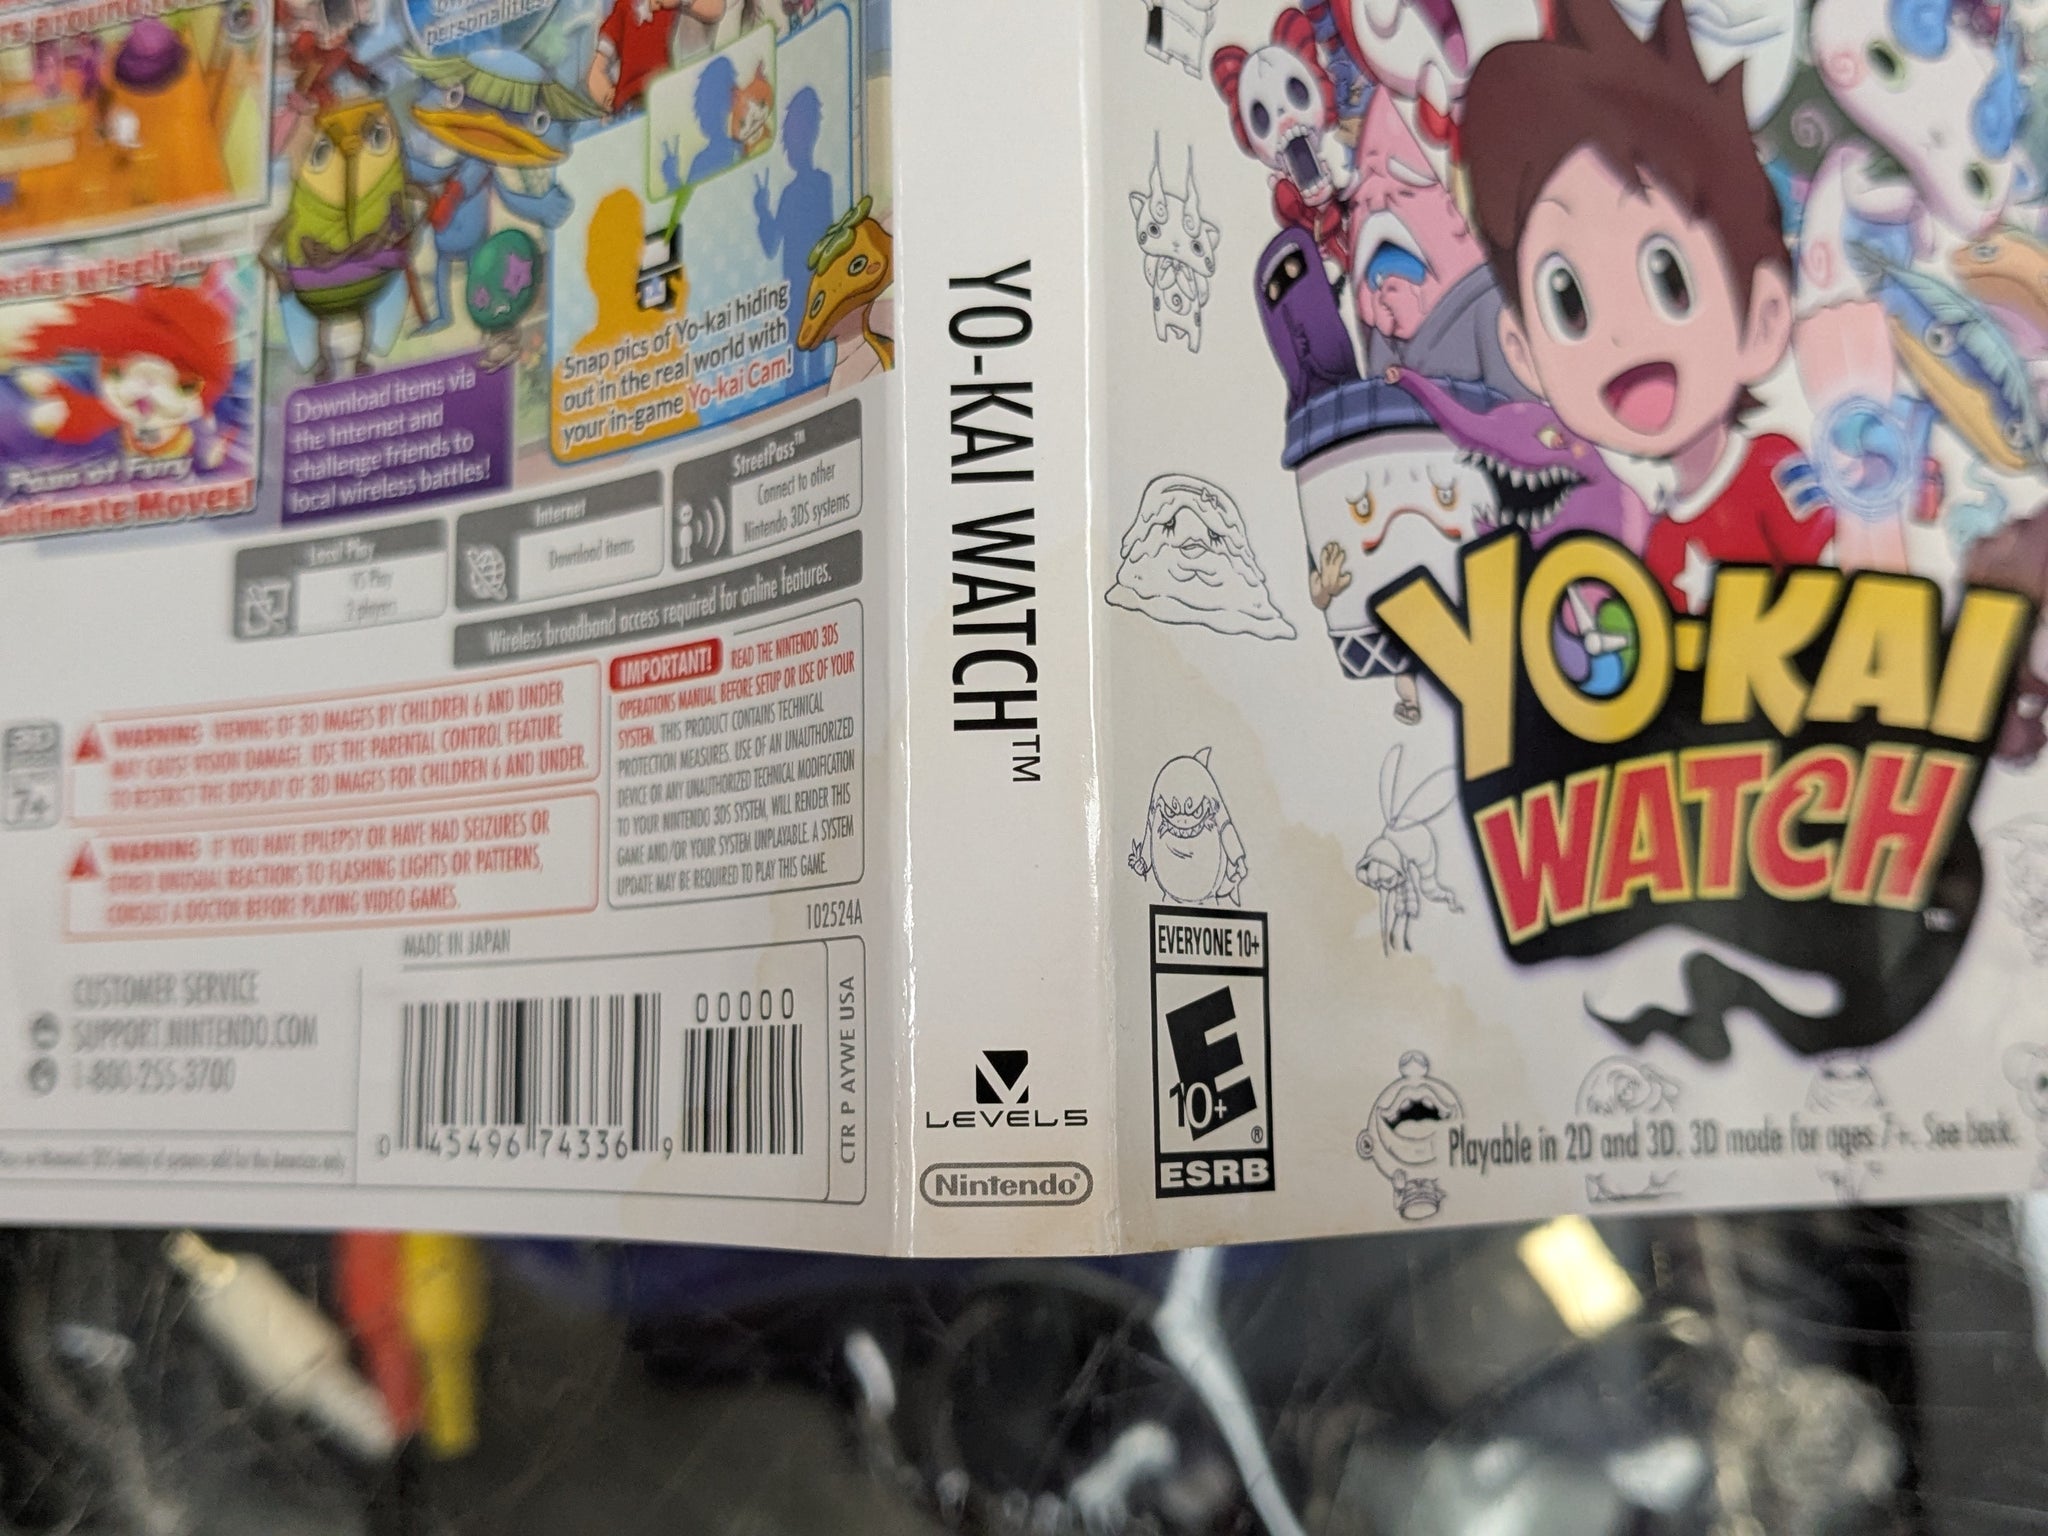 personalities
Ultimate Moves!
Download items via
the Internet and
challenge friends to
local wireless battles!
Snap pics of Yo-kai hiding
out in the real world with
your in-game Yo-kai Cam!
Local Play
VS Play
2 players
Internet
Download items
StreetPass™
Connect to other
Nintendo 3DS systems
Wireless broadband access required for online features.
7+
WARNING VIEWING OF 3D IMAGES BY CHILDREN 6 AND UNDER
MAY CAUSE VISION DAMAGE. USE THE PARENTAL CONTROL FEATURE
TO RESTRICT THE DISPLAY OF 3D IMAGES FOR CHILDREN 6 AND UNDER.
WARNING IF YOU HAVE EPILEPSY OR HAVE HAD SEIZURES OR
OTHER UNUSUAL REACTIONS TO FLASHING LIGHTS OR PATTERNS,
CONSULT A DOCTOR BEFORE PLAYING VIDEO GAMES.
IMPORTANT! READ THE NINTENDO 3DS
OPERATIONS MANUAL BEFORE SETUP OR USE OF YOUR
SYSTEM. THIS PRODUCT CONTAINS TECHNICAL
PROTECTION MEASURES. USE OF AN UNAUTHORIZED
DEVICE OR ANY UNAUTHORIZED TECHNICAL MODIFICATION
TO YOUR NINTENDO 3DS SYSTEM, WILL RENDER THIS
GAME AND/OR YOUR SYSTEM UNPLAYABLE. A SYSTEM
UPDATE MAY BE REQUIRED TO PLAY THIS GAME.
102524A
MADE IN JAPAN
CUSTOMER SERVICE
SUPPORT.NINTENDO.COM
1-800-255-3700
00000
0 45496 74336 9
CTR P AYWE USA
YO-KAI WATCH™
LEVEL5
Nintendo®
YO-KAI
WATCH™
EVERYONE 10+
E
10+
®
ESRB
Playable in 2D and 3D. 3D mode for ages 7+. See back.